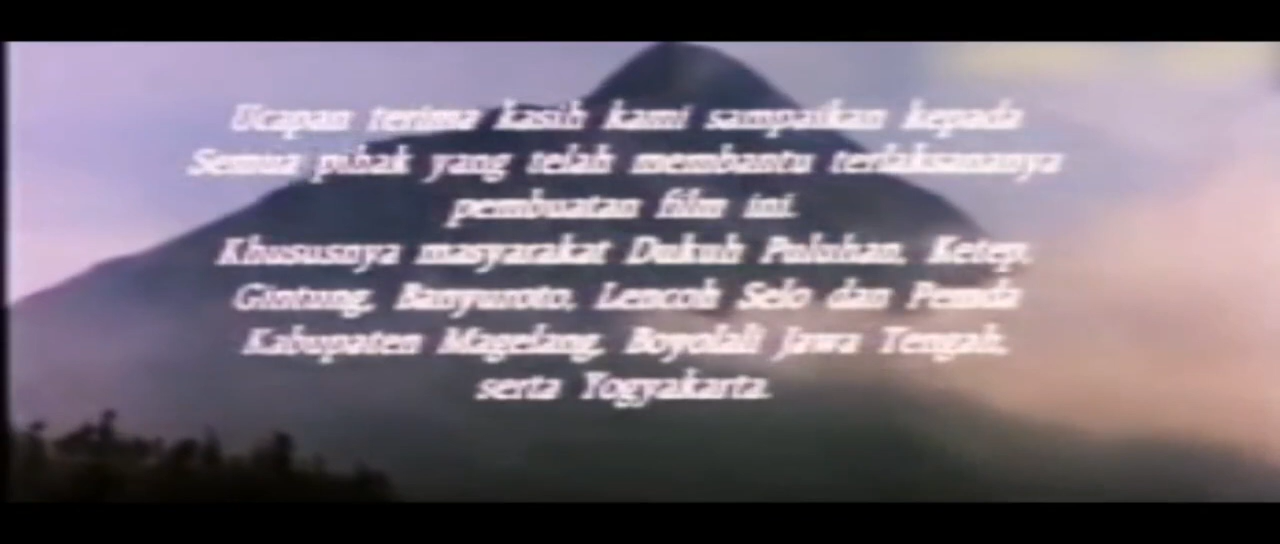 Ucapan terima kasih kami sampaikan kepada
Semua pihak yang telah membantu terlaksananya
pembuatan film ini.
Khususnya masyarakat Dukuh Puluhan, Ketep,
Gintung, Banyuroto, Lencoh Selo dan Pemda
Kabupaten Magelang, Boyolali Jawa Tengah,
serta Yogyakarta.